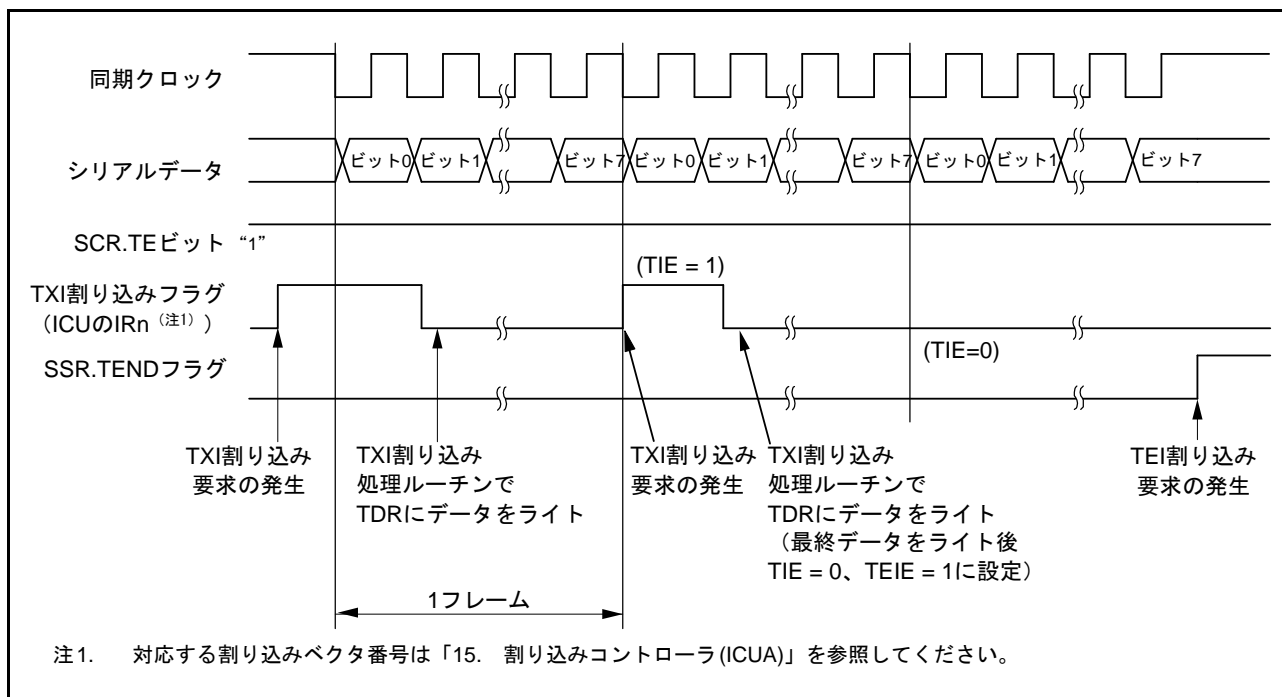 同期クロック
シリアルデータ
ビット0 ビット1 ビット7 ビット0 ビット1 ビット7 ビット0 ビット1 ビット7
SCR.TEビット “1”
(TIE = 1)
TXI割り込みフラグ
(ICUのIRn (注1) )
(TIE=0)
SSR.TENDフラグ
TXI割り込み
要求の発生
TXI割り込み
処理ルーチンで
TDRにデータをライト
TXI割り込み
要求の発生
TXI割り込み
処理ルーチンで
TDRにデータをライト
(最終データをライト後
TIE = 0、TEIE = 1に設定)
TEI割り込み
要求の発生
1フレーム
注1. 対応する割り込みベクタ番号は「15. 割り込みコントローラ(ICUA)」を参照してください。